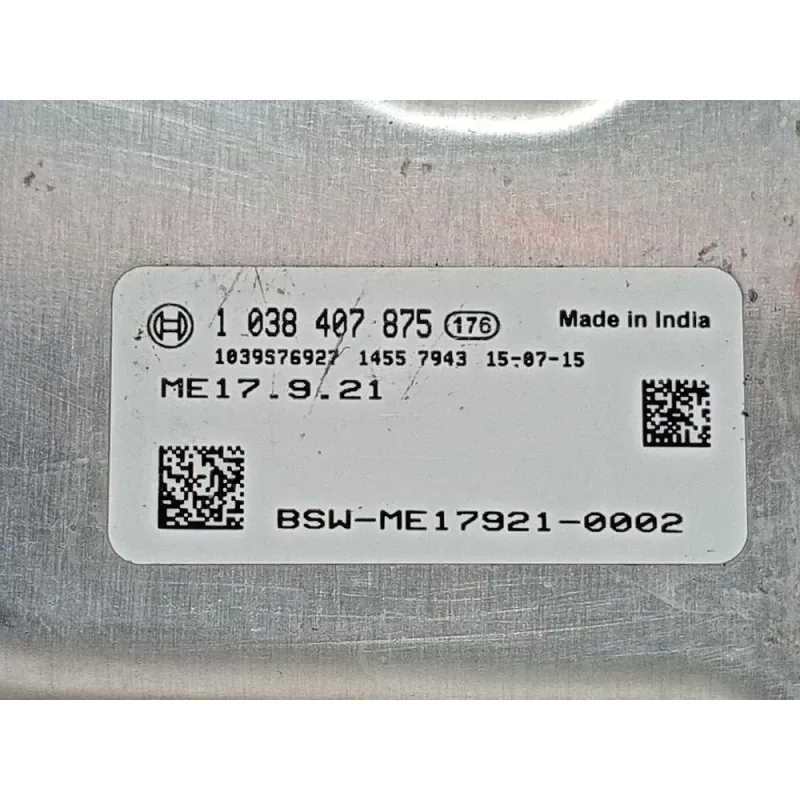 1 038 407 875 176 Made in India
1039S76927 1455 7943 15-07-15
ME17.9.21
BSW-ME17921-0002